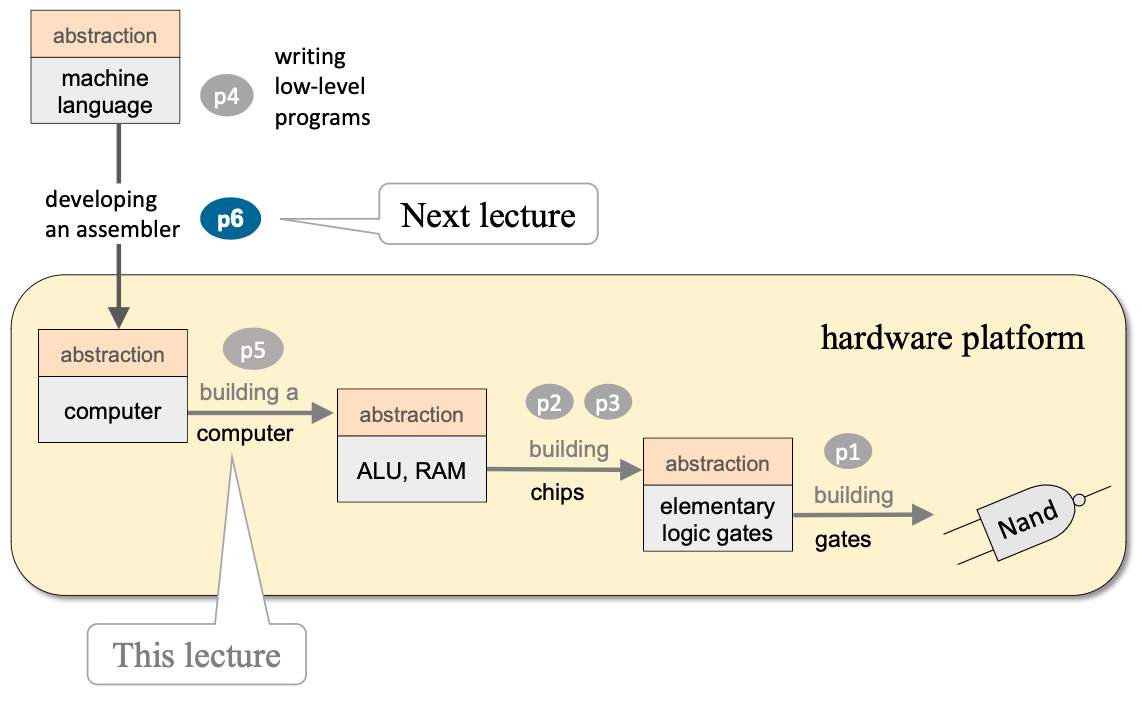 abstraction
machine
language
p4
writing
low-level
programs
developing
an assembler
p6
Next lecture
hardware platform
abstraction
computer
p5
building a
computer
abstraction
ALU, RAM
p2 p3
building
chips
abstraction
elementary
logic gates
p1
building
gates
Nand
This lecture